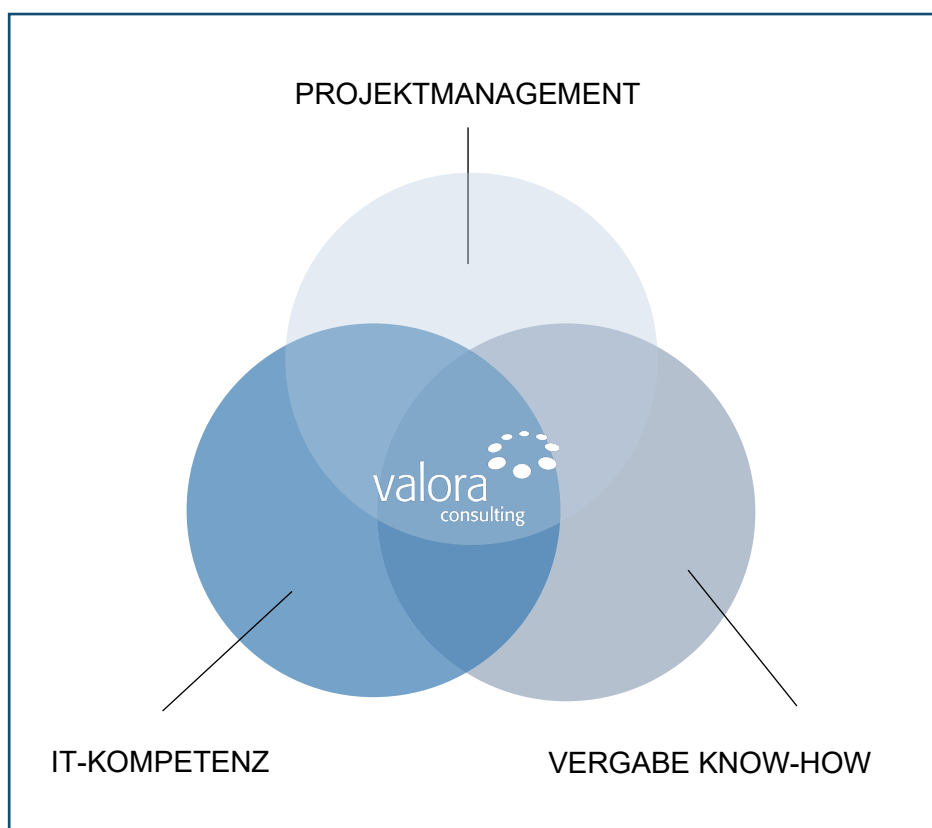 PROJEKTMANAGEMENT
valora
consulting
IT-KOMPETENZ
VERGABE KNOW-HOW